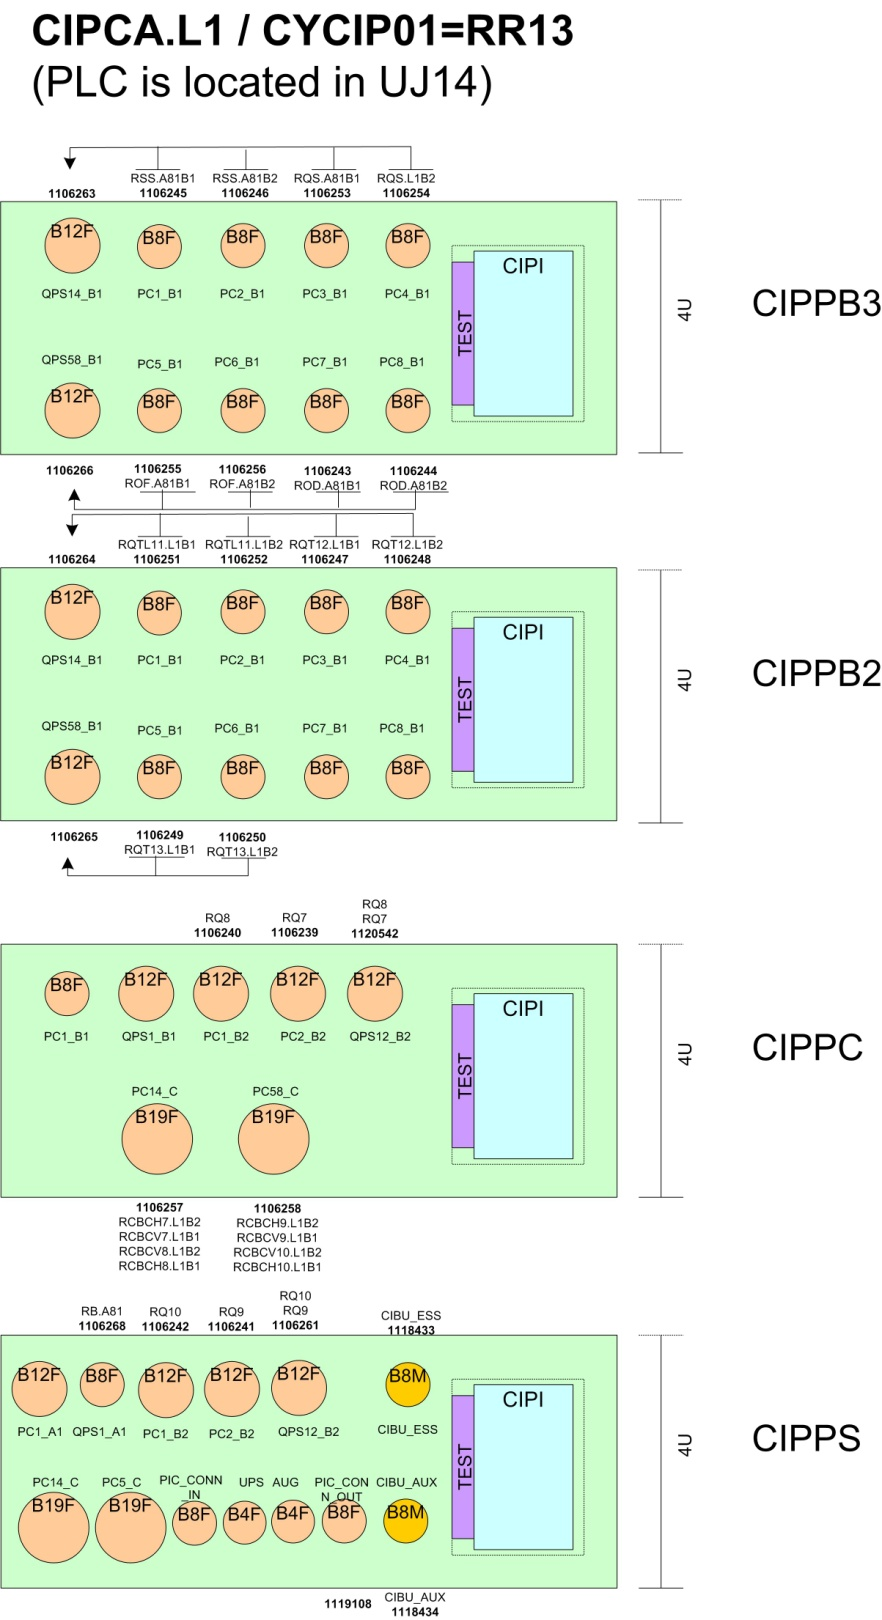 CIPCA.L1 / CYCIP01=RR13
(PLC is located in UJ14)
RSS.A81B1 RSS.A81B2 RQS.A81B1 RQS.L1B2
1106263 1106245 1106246 1106253 1106254
B12F B8F B8F B8F B8F CIPI
QPS14_B1 PC1_B1 PC2_B1 PC3_B1 PC4_B1
TEST 4U CIPPB3
QPS58_B1 PC5_B1 PC6_B1 PC7_B1 PC8_B1
B12F B8F B8F B8F B8F
1106266 1106255 1106256 1106243 1106244
ROF.A81B1 ROF.A81B2 ROD.A81B1 ROD.A81B2
RQTL11.L1B1 RQTL11.L1B2 RQT12.L1B1 RQT12.L1B2
1106264 1106251 1106252 1106247 1106248
B12F B8F B8F B8F B8F CIPI
QPS14_B1 PC1_B1 PC2_B1 PC3_B1 PC4_B1
TEST 4U CIPPB2
QPS58_B1 PC5_B1 PC6_B1 PC7_B1 PC8_B1
B12F B8F B8F B8F B8F
1106265 1106249 1106250
RQT13.L1B1 RQT13.L1B2
RQ8
RQ8 RQ7 RQ7
1106240 1106239 1120542
B8F B12F B12F B12F B12F CIPI
PC1_B1 QPS1_B1 PC1_B2 PC2_B2 QPS12_B2
TEST 4U CIPPC
PC14_C PC58_C
B19F B19F
1106257 1106258
RCBCH7.L1B2 RCBCH9.L1B2
RCBCV7.L1B1 RCBCV9.L1B1
RCBCV8.L1B2 RCBCV10.L1B2
RCBCH8.L1B1 RCBCH10.L1B1
RQ10
RB.A81 RQ10 RQ9 RQ9 CIBU_ESS
1106268 1106242 1106241 1106261 1118433
B12F B8F B12F B12F B12F B8M CIPI
PC1_A1 QPS1_A1 PC1_B2 PC2_B2 QPS12_B2 CIBU_ESS
TEST 4U CIPPS
PC14_C PC5_C PIC_CONN UPS AUG PIC_CON CIBU_AUX
_IN N_OUT
B19F B19F B8F B4F B4F B8F B8M
1119108 CIBU_AUX
1118434